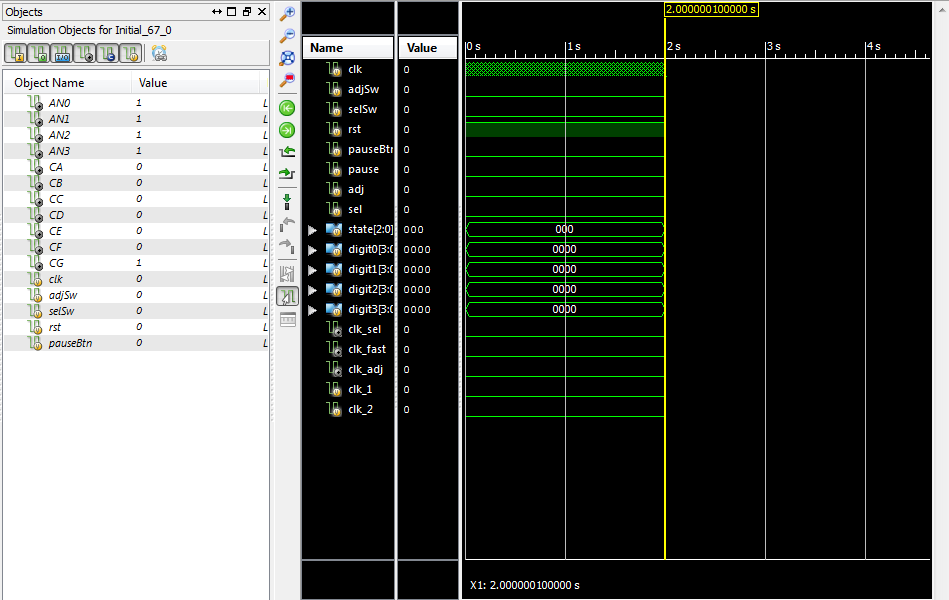 Objects
Simulation Objects for Initial_67_0
Object Name Value
AN0 1 L
AN1 1 L
AN2 1 L
AN3 1 L
CA 0 L
CB 0 L
CC 0 L
CD 0 L
CE 0 L
CF 0 L
CG 1 L
clk 0 L
adjSw 0 L
selSw 0 L
rst 0 L
pauseBtn 0 L
2.000000100000 s
Name Value 0 s 1 s 2 s 3 s 4 s
clk 0
adjSw 0
selSw 0
rst 0
pauseBtn 0
pause 0
adj 0
sel 0
state[2:0] 000 000
digit0[3:0 0000 0000
digit1[3:0 0000 0000
digit2[3:0 0000 0000
digit3[3:0 0000 0000
clk_sel 0
clk_fast 0
clk_adj 0
clk_1 0
clk_2 0
X1: 2.000000100000 s